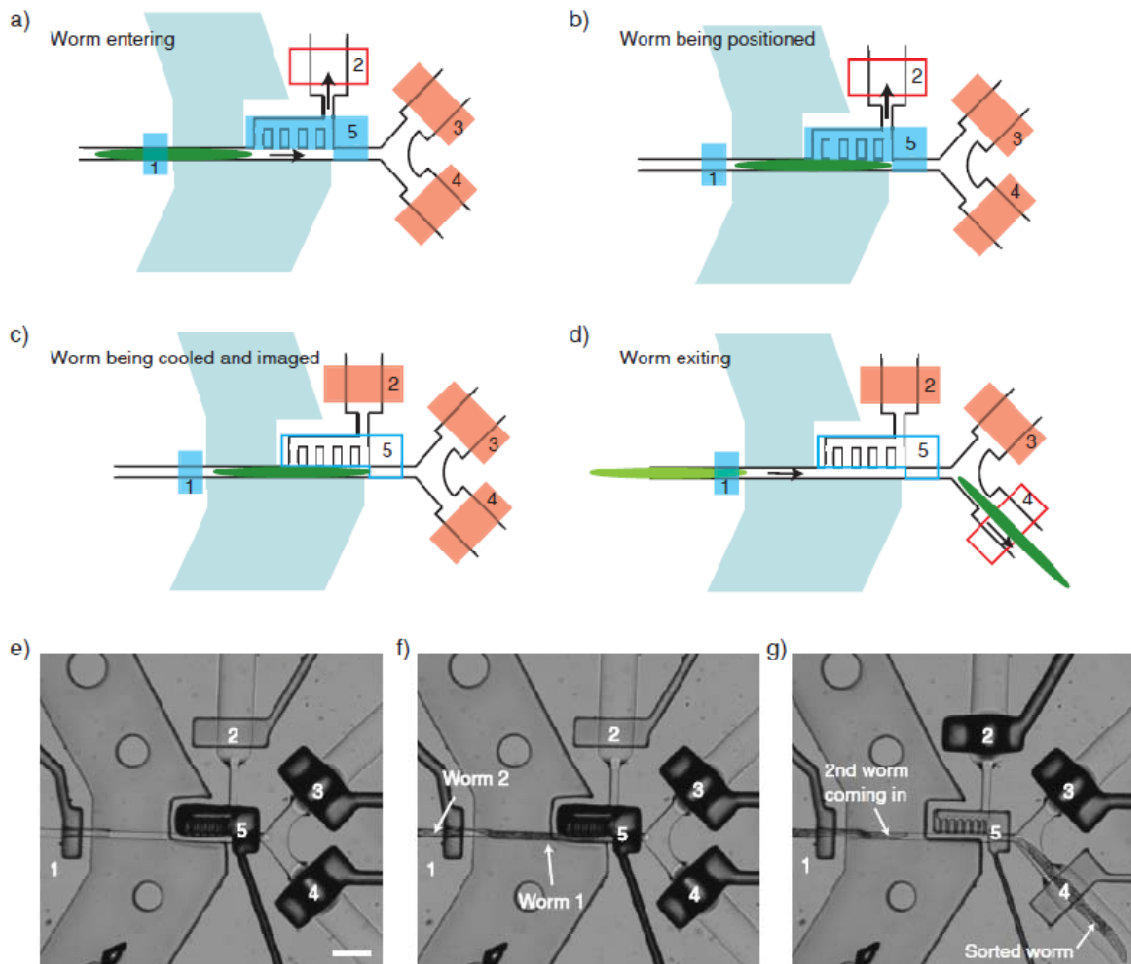 a)
Worm entering
2
5
3
1
4
b)
Worm being positioned
2
3
5
1
4
c)
Worm being cooled and imaged
2
3
5
1
4
d)
Worm exiting
2
3
5
1
4
e)
2
3
5
1
4
f)
2
Worm 2
3
5
1
Worm 1
4
g)
2
2nd worm
coming in
3
5
1
4
Sorted worm